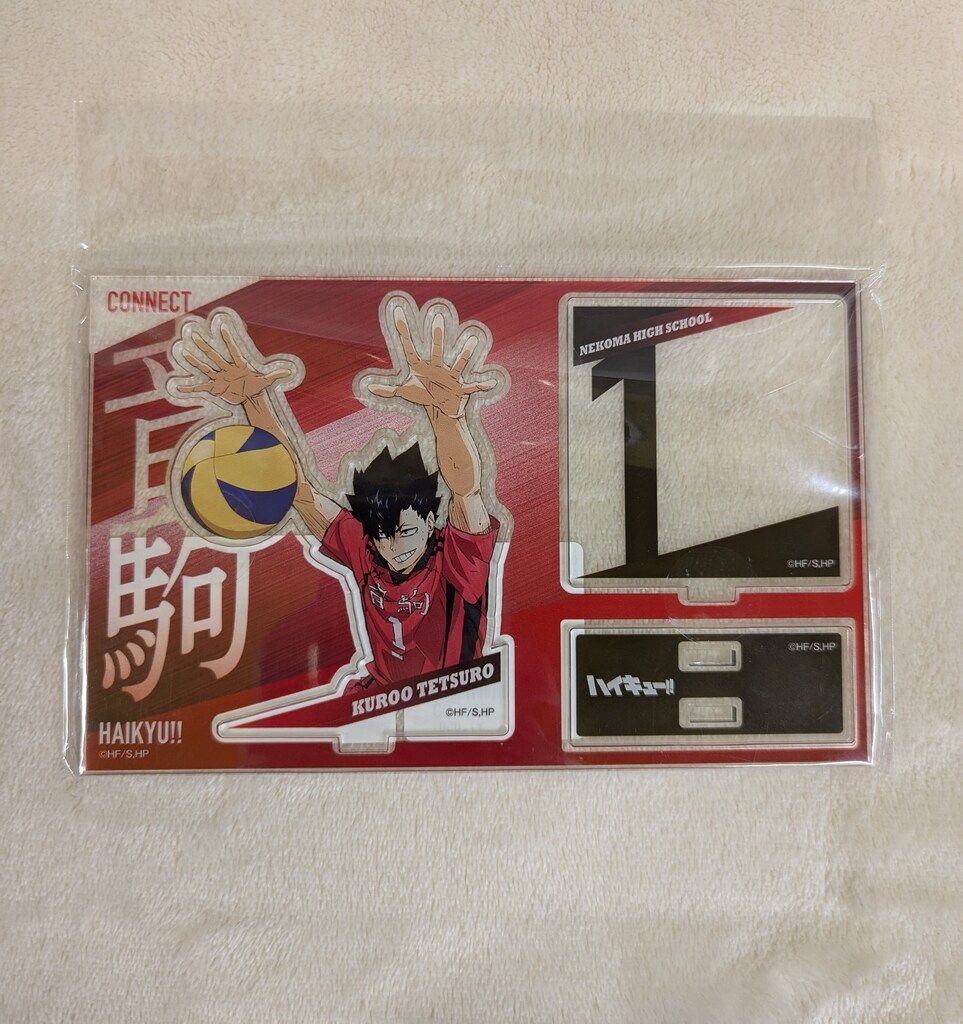 CONNECT
音駒
HAIKYU!!
©HF/S,HP
音駒
1
KUROO TETSURO
©HF/S,HP
NEKOMA HIGH SCHOOL
1
©HF/S,HP
ハイキュー!!
©HF/S,HP